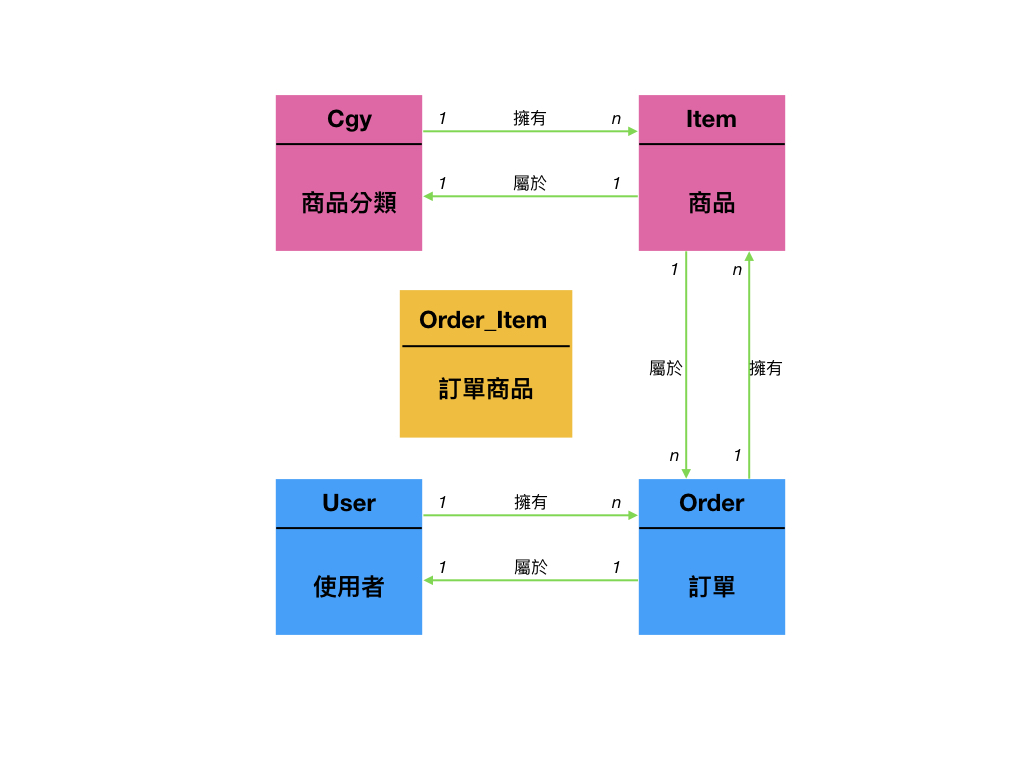 Cgy
1 擁有 n
Item
商品分類
1 屬於 1
商品
1 n
Order_Item
訂單商品
屬於 擁有
n 1
User
1 擁有 n
Order
使用者
1 屬於 1
訂單